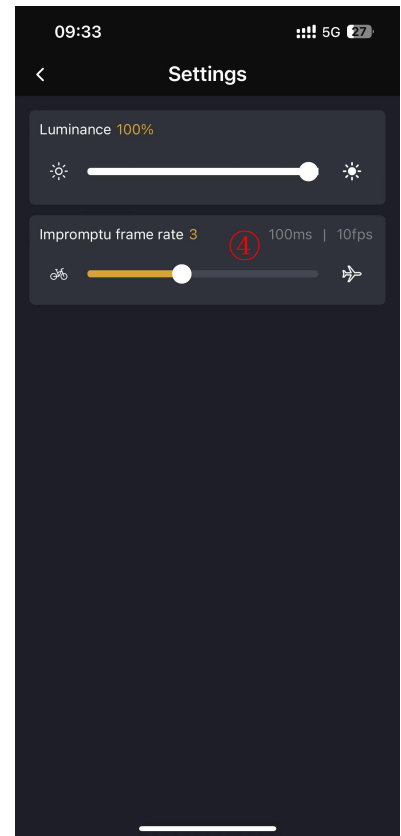 09:33 5G 27
Settings
Luminance 100%
Impromptu frame rate 3 ④ 100ms | 10fps